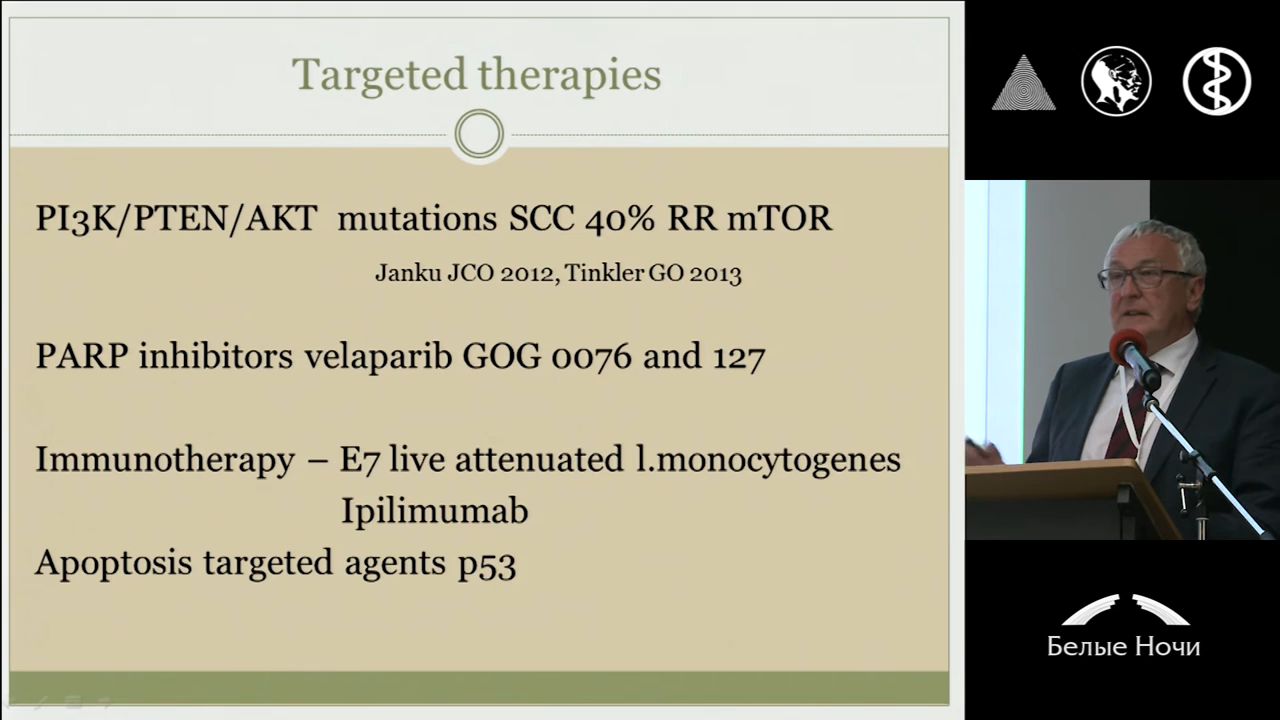 Targeted therapies
PI3K/PTEN/AKT mutations SCC 40% RR mTOR
Janku JCO 2012, Tinkler GO 2013
PARP inhibitors velaparib GOG 0076 and 127
Immunotherapy – E7 live attenuated l.monocytogenes
Ipilimumab
Apoptosis targeted agents p53
Белые Ночи